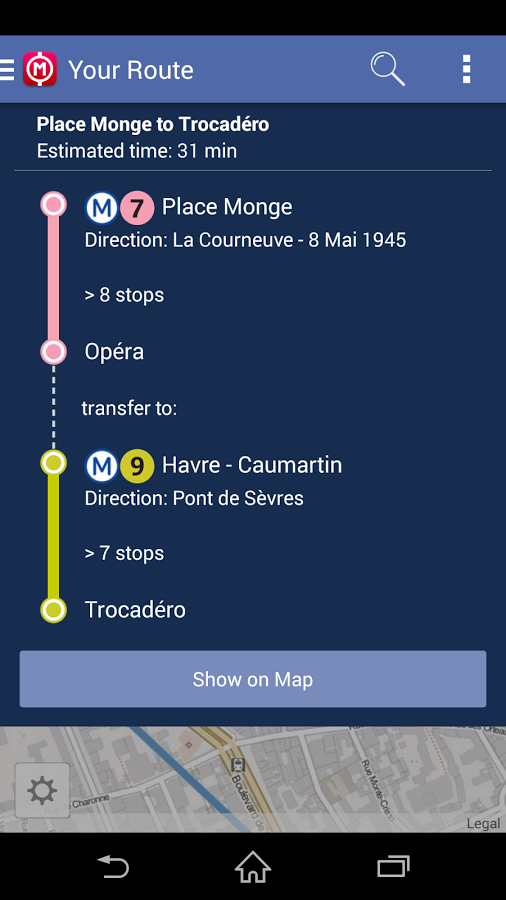 M Your Route
Place Monge to Trocadéro
Estimated time: 31 min
M 7 Place Monge
Direction: La Courneuve - 8 Mai 1945
> 8 stops
Opéra
transfer to:
M 9 Havre - Caumartin
Direction: Pont de Sèvres
> 7 stops
Trocadéro
Show on Map
Boulevard de
Charonne
Legal